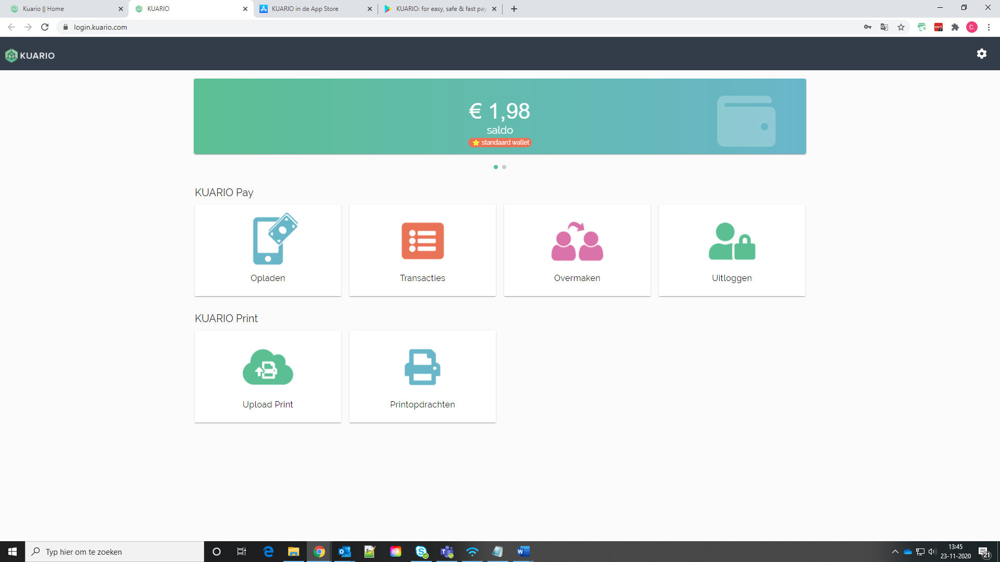 Kuario || Home
KUARIO
KUARIO in de App Store
KUARIO: for easy, safe & fast pay
login.kuario.com
C.
KUARIO
€ 1,98
saldo
standaard wallet
KUARIO Pay
Opladen
Transacties
Overmaken
Uitloggen
KUARIO Print
Upload Print
Printopdrachten
Typ hier om te zoeken
13:45
23-11-2020
21